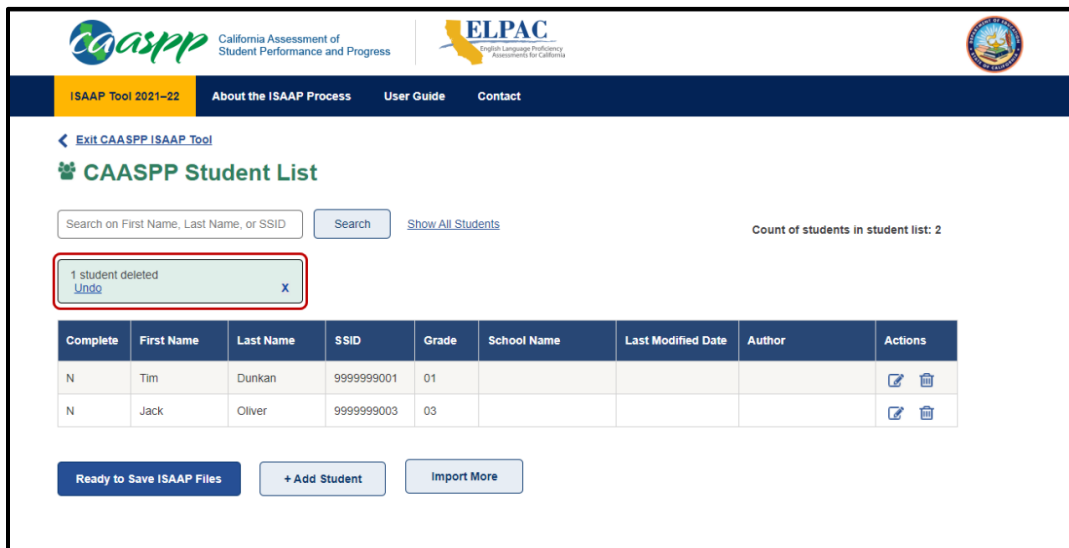 caaspp
California Assessment of
Student Performance and Progress
ELPAC
English Language Proficiency
Assessments for California
ISAAP Tool 2021–22 About the ISAAP Process User Guide Contact
Exit CAASPP ISAAP Tool
CAASPP Student List
Search on First Name, Last Name, or SSID Search Show All Students
Count of students in student list: 2
1 student deleted
Undo X
Complete First Name Last Name SSID Grade School Name Last Modified Date Author Actions
N Tim Dunkan 9999999001 01
N Jack Oliver 9999999003 03
Ready to Save ISAAP Files + Add Student Import More